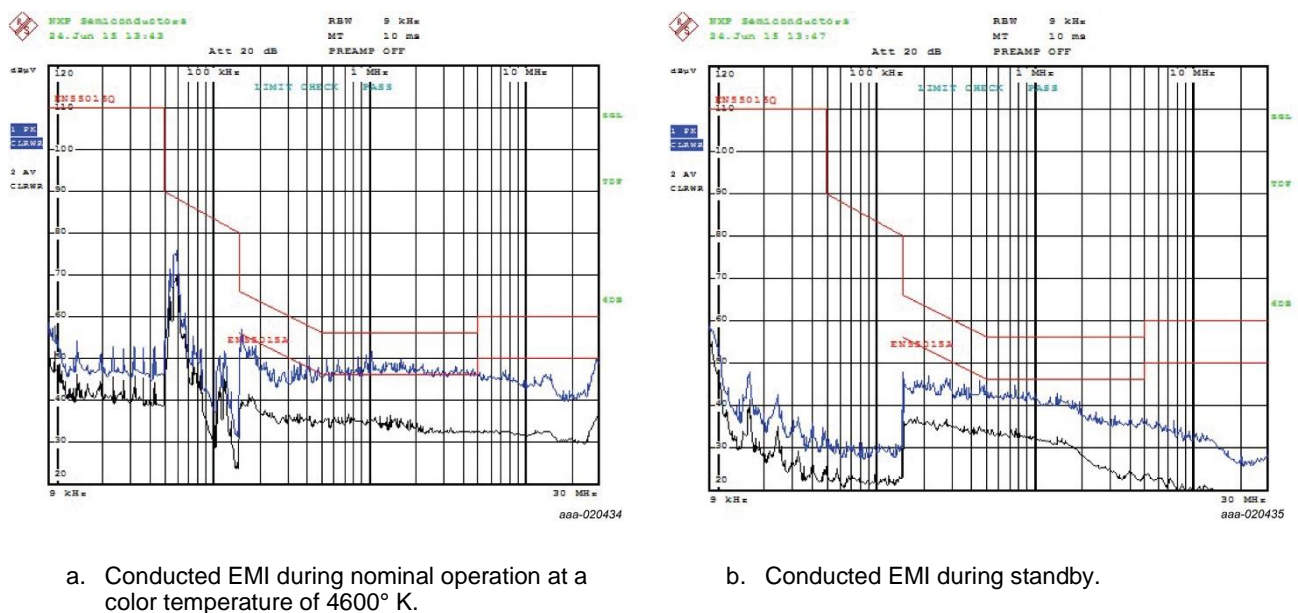 NXP Semiconductors
24.Jun 15 13:43
RBW 9 kHz
MT 10 ms
Att 20 dB PREAMP OFF
dBµV
120
100 kHz
1 MHz
10 MHz
LIMIT CHECK PASS
EN55015Q
110
1 PK
CLRWR
100
2 AV
CLRWR
90
80
70
60
EN55015A
50
40
30
20
SGL
TDF
6DB
9 kHz
30 MHz
aaa-020434
a. Conducted EMI during nominal operation at a
color temperature of 4600° K.
NXP Semiconductors
24.Jun 15 13:47
RBW 9 kHz
MT 10 ms
Att 20 dB PREAMP OFF
dBµV
120
100 kHz
1 MHz
10 MHz
LIMIT CHECK PASS
EN55015Q
110
1 PK
CLRWR
100
2 AV
CLRWR
90
80
70
60
EN55015A
50
40
30
20
SGL
TDF
6DB
9 kHz
30 MHz
aaa-020435
b. Conducted EMI during standby.